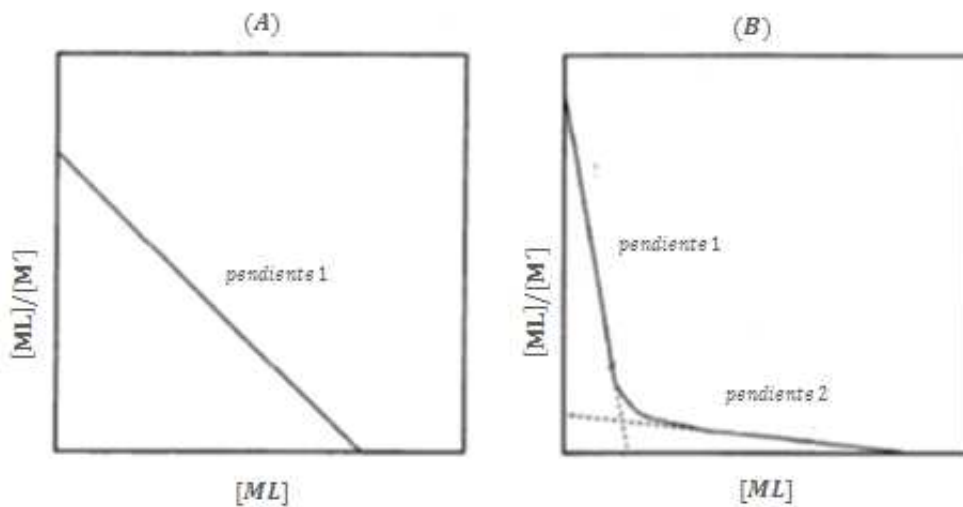 (A)
[ML]/[M']
pendiente 1
[ML]
(B)
[ML]/[M']
pendiente 1
pendiente 2
[ML]